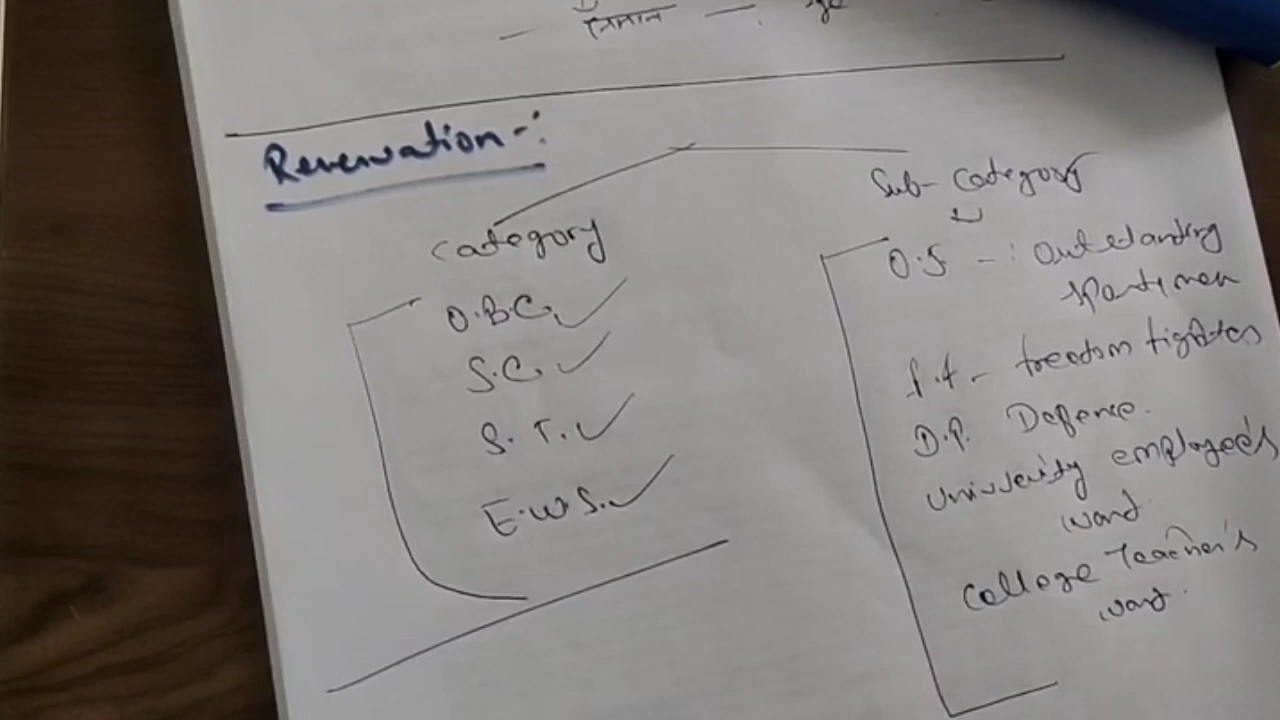 Reservation -:
Category
O.B.C.
S.C.
S.T.
E.W.S.
Sub- Category
O.S -: Outstanding
Sportsmen
f.f - freedom fighters
D.P. Defence.
University employee's
ward.
College Teacher's
ward.